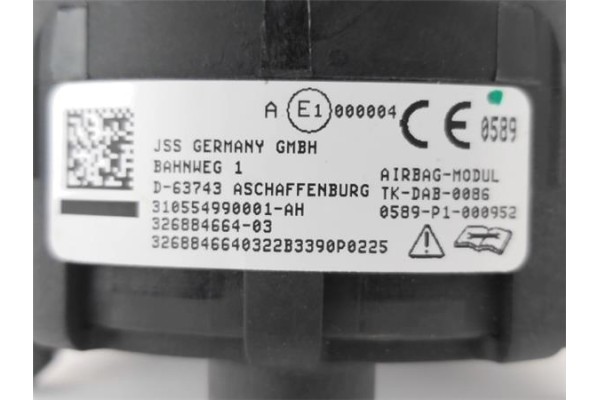 A E1 000004 CE 0589
JSS GERMANY GMBH
BAHNWEG 1
D-63743 ASCHAFFENBURG
310554990001-AH
326884664-03
3268846640322B3390P0225
AIRBAG-MODUL
TK-DAB-0086
0589-P1-000952